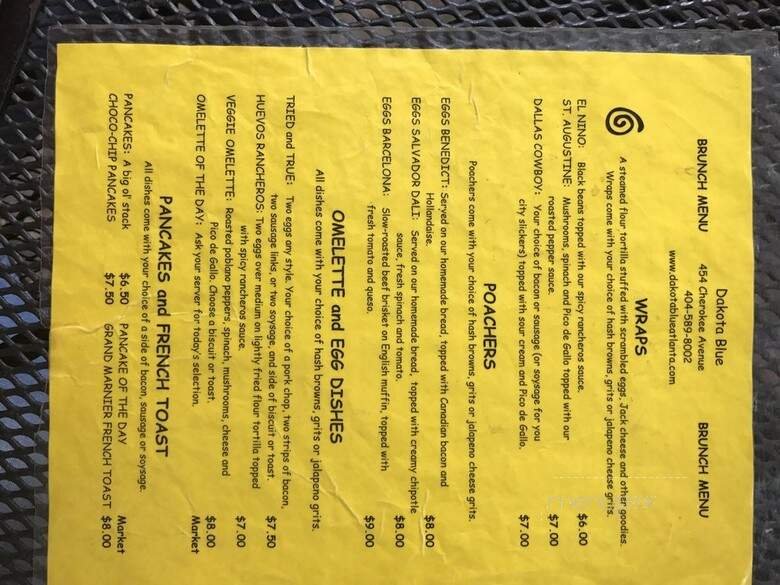 Dakota Blue
BRUNCH MENU 454 Cherokee Avenue BRUNCH MENU
404-589-8002
www.dakotablueatlanta.com
WRAPS
A steamed flour tortilla stuffed with scrambled eggs, Jack cheese and other goodies.
Wraps come with your choice of hash browns, grits or jalapeno cheese grits.
EL NINO: Black beans topped with our spicy rancheros sauce. $6.00
ST. AUGUSTINE: Mushrooms, spinach and Pico de Gallo topped with our
roasted pepper sauce. $7.00
DALLAS COWBOY: Your choice of bacon or sausage (or soysage for you
city slickers) topped with sour cream and Pico de Gallo. $7.00
POACHERS
Poachers come with your choice of hash browns, grits or jalapeno cheese grits.
EGGS BENEDICT: Served on our homemade bread, topped with Canadian bacon and
Hollandaise. $8.00
EGGS SALVADOR DALI: Served on our homemade bread, topped with creamy chipotle
sauce, fresh spinach and tomato. $8.00
EGGS BARCELONA: Slow-roasted beef brisket on English muffin, topped with
fresh tomato and queso. $9.00
OMELETTE and EGG DISHES
All dishes come with your choice of hash browns, grits or jalapeno grits.
TRIED and TRUE: Two eggs any style. Your choice of a pork chop, two strips of bacon,
two sausage links, or two soysage, and side of biscuit or toast. $7.50
HUEVOS RANCHEROS: Two eggs over medium on lightly fried flour tortilla topped
with spicy rancheros sauce. $7.00
VEGGIE OMELETTE: Roasted poblano peppers, spinach, mushrooms, cheese and
Pico de Gallo. Choose a biscuit or toast. $8.00
OMELETTE OF THE DAY: Ask your server for today's selection. Market
PANCAKES and FRENCH TOAST
All dishes come with your choice of a side of bacon, sausage or soysage.
PANCAKES: A big ol' stack $6.50 PANCAKE OF THE DAY Market
CHOCO-CHIP PANCAKES $7.50 GRAND MARNIER FRENCH TOAST $8.00